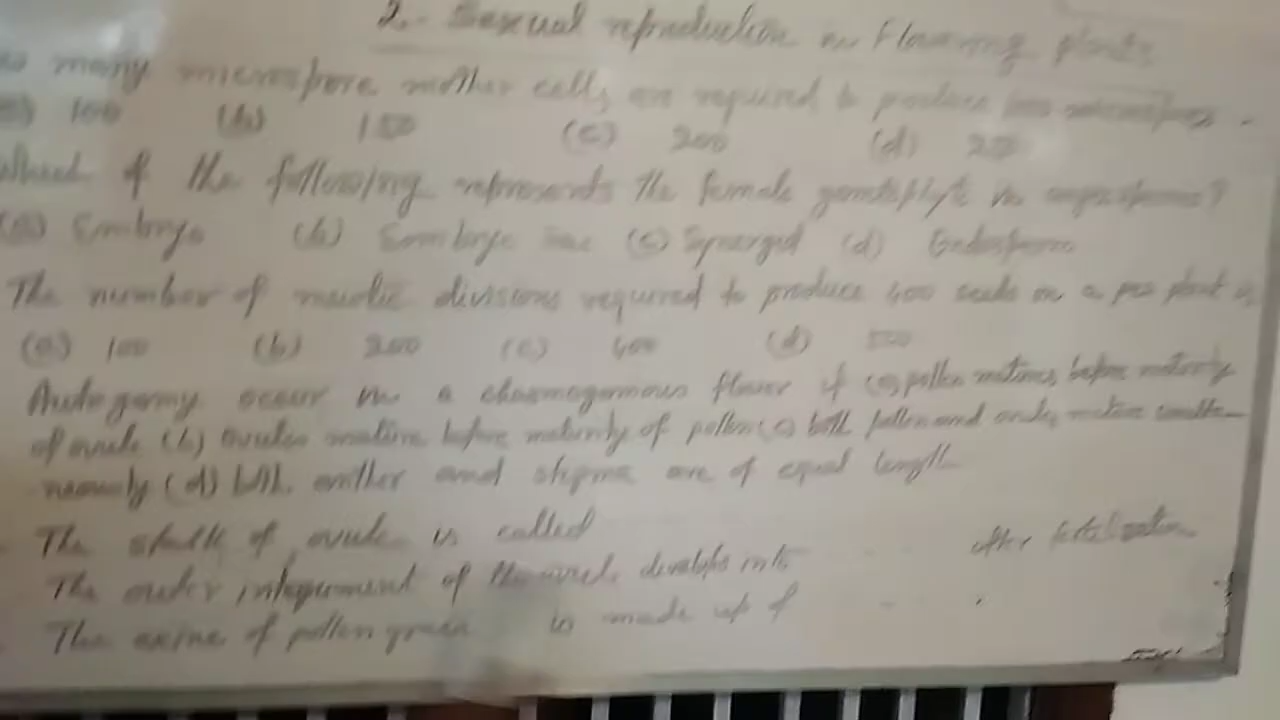 2. Sexual reproduction in Flowering plants
many microspore mother cells are required to produce
100 (b) 150 (c) 200 (d) 250
of the following represents the female gametophyte in angiosperms?
(a) Embryo (b) Embryo sac (c) Synergid (d) Endosperm
The number of meiotic divisions required to produce 400 seeds on a pea plant is
(a) 100 (b) 200 (c) 400 (d) 500
Autogamy occur in a chasmogamous flower if (a) pollen matures before maturity
of ovule (b) ovules mature before maturity of pollen (c) both pollen and ovules mature
(d) both anther and stigma are of equal length
The stalk of ovule is called
The outer integument of the ovule develops into after fertilization
The exine of pollen grain is made up of